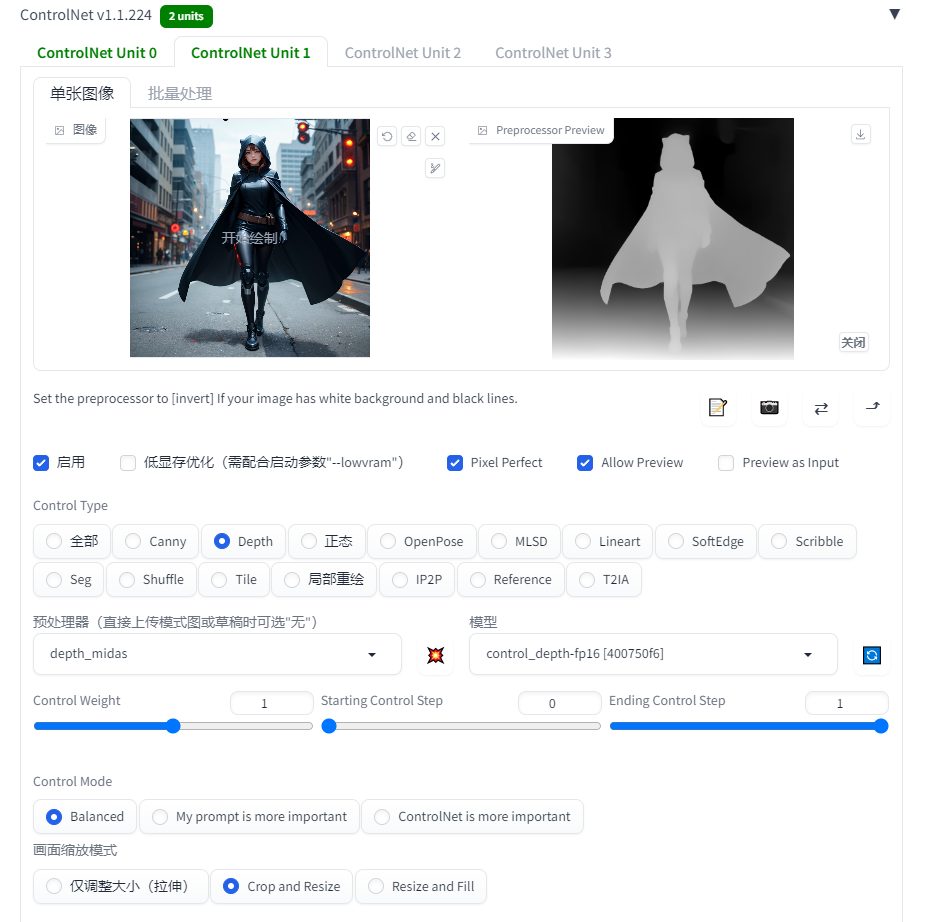 ControlNet v1.1.224 2 units ▼
ControlNet Unit 0 ControlNet Unit 1 ControlNet Unit 2 ControlNet Unit 3
单张图像 批量处理
图像 Preprocessor Preview
开始绘制
关闭
Set the preprocessor to [invert] If your image has white background and black lines.
启用 低显存优化（需配合启动参数"--lowvram"） Pixel Perfect Allow Preview Preview as Input
Control Type
全部 Canny Depth 正态 OpenPose MLSD Lineart SoftEdge Scribble
Seg Shuffle Tile 局部重绘 IP2P Reference T2IA
预处理器（直接上传模式图或草稿时可选"无"） 模型
depth_midas control_depth-fp16 [400750f6]
Control Weight 1 Starting Control Step 0 Ending Control Step 1
Control Mode
Balanced My prompt is more important ControlNet is more important
画面缩放模式
仅调整大小（拉伸） Crop and Resize Resize and Fill